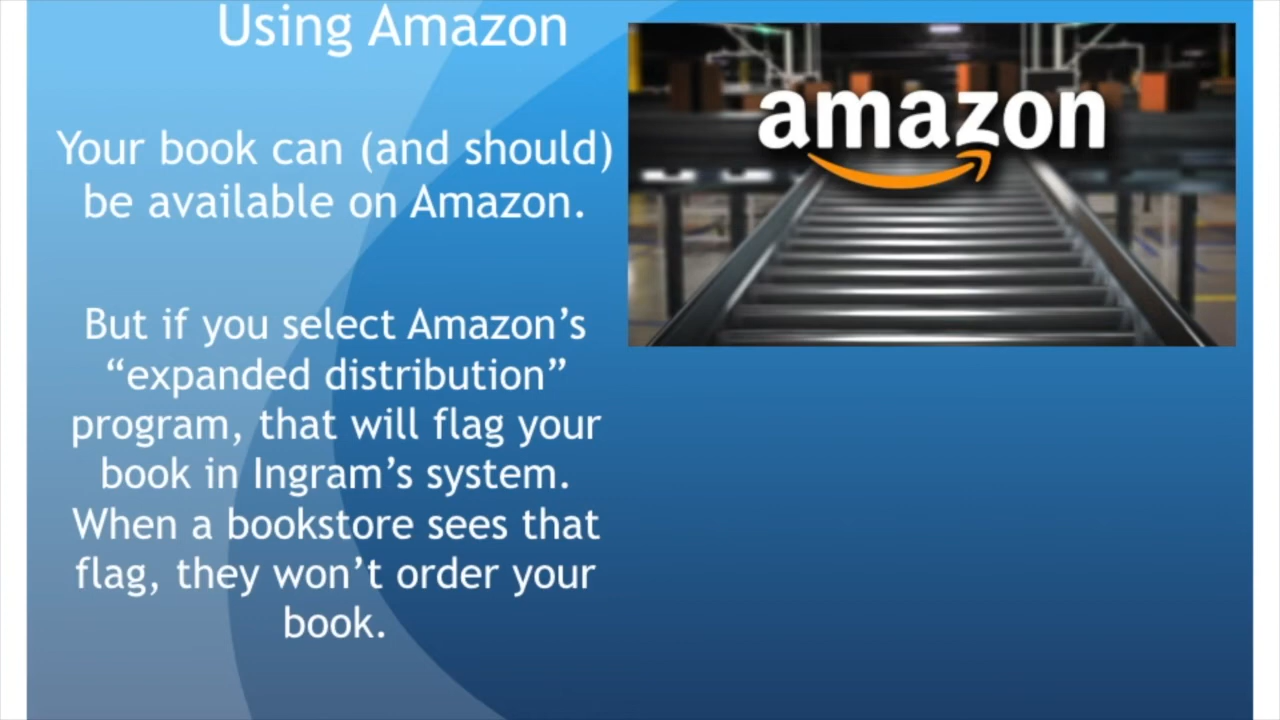 Using Amazon
amazon
Your book can (and should)
be available on Amazon.
But if you select Amazon’s
“expanded distribution”
program, that will flag your
book in Ingram’s system.
When a bookstore sees that
flag, they won’t order your
book.